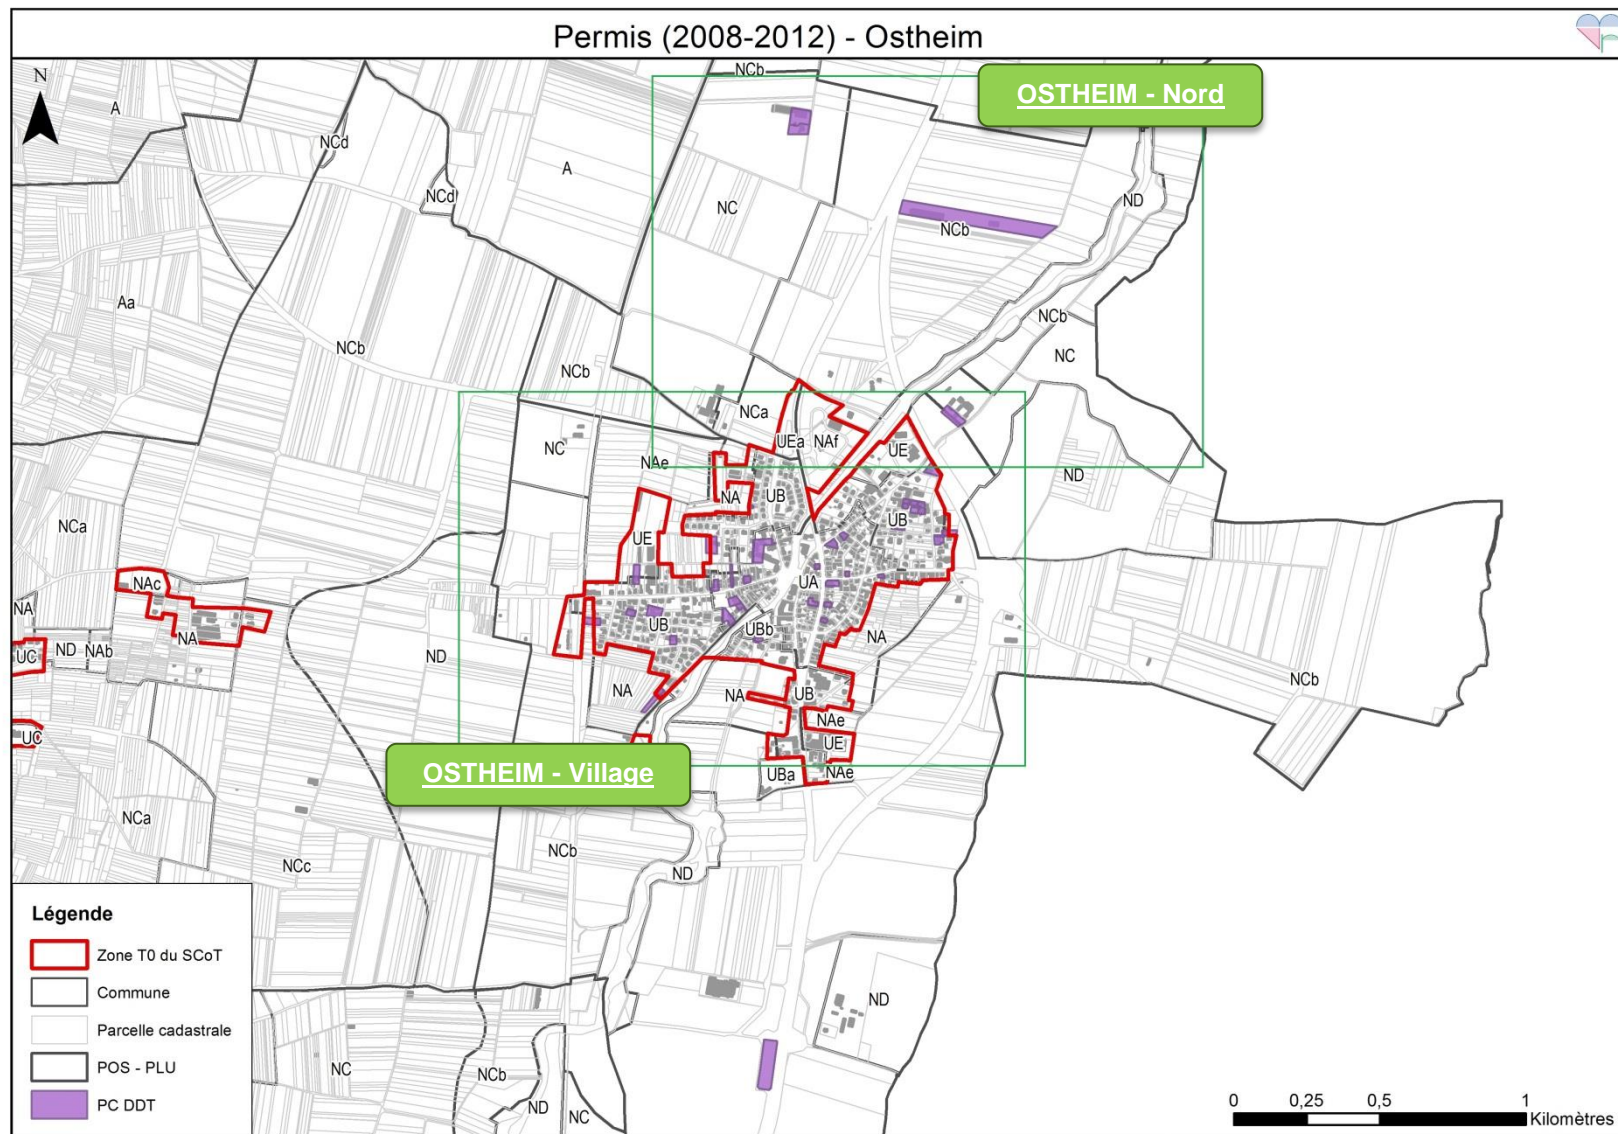 Permis (2008-2012) - Ostheim
N
OSTHEIM - Nord
NCb
A
NCd
A
NCd
NC
ND
NCb
Aa
NCb
NCb
NCb
NC
NCa
UEa
NAf
UE
NC
NAe
NA
UB
ND
NCa
UE
UB
NAc
UA
NA
NA
UC
ND
NAb
ND
UB
UBb
NA
NCb
NA
NA
UB
NAe
UC
UE
OSTHEIM - Village
UBa
NAe
NCa
NCc
NCb
ND
ND
NC
NCb
ND
NC
Légende
Zone T0 du SCoT
Commune
Parcelle cadastrale
POS - PLU
PC DDT
0 0,25 0,5 1
Kilomètres